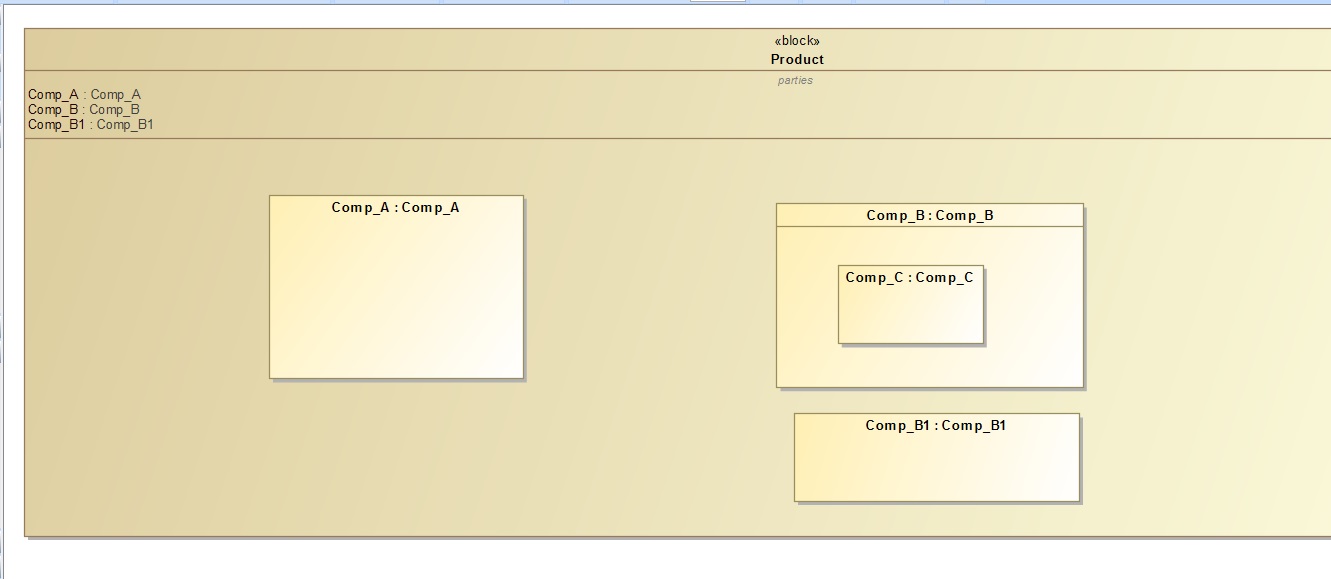 «block»
Product
parties
Comp_A : Comp_A
Comp_B : Comp_B
Comp_B1 : Comp_B1
Comp_A : Comp_A
Comp_B : Comp_B
Comp_C : Comp_C
Comp_B1 : Comp_B1